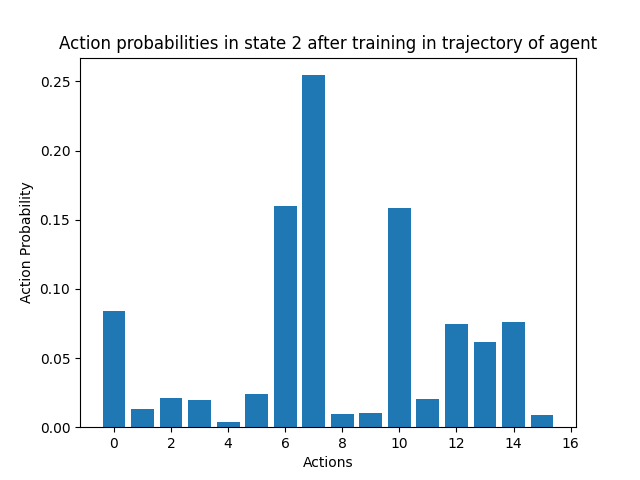 Action probabilities in state 2 after training in trajectory of agent
0.25
0.20
0.15
0.10
0.05
0.00
Action Probability
0 2 4 6 8 10 12 14 16
Actions